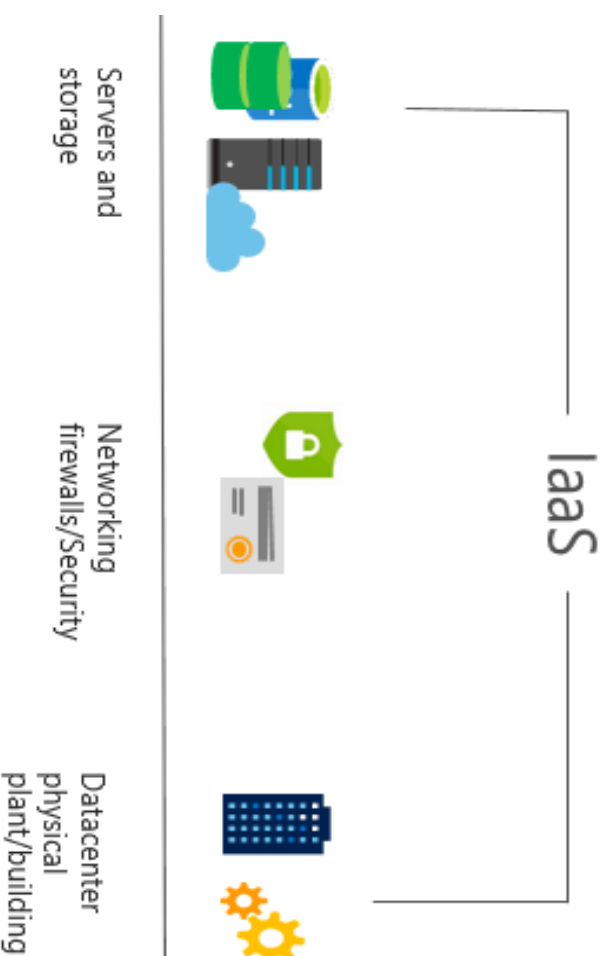 IaaS
Servers and
storage
Networking
firewalls/Security
Datacenter
physical
plant/building